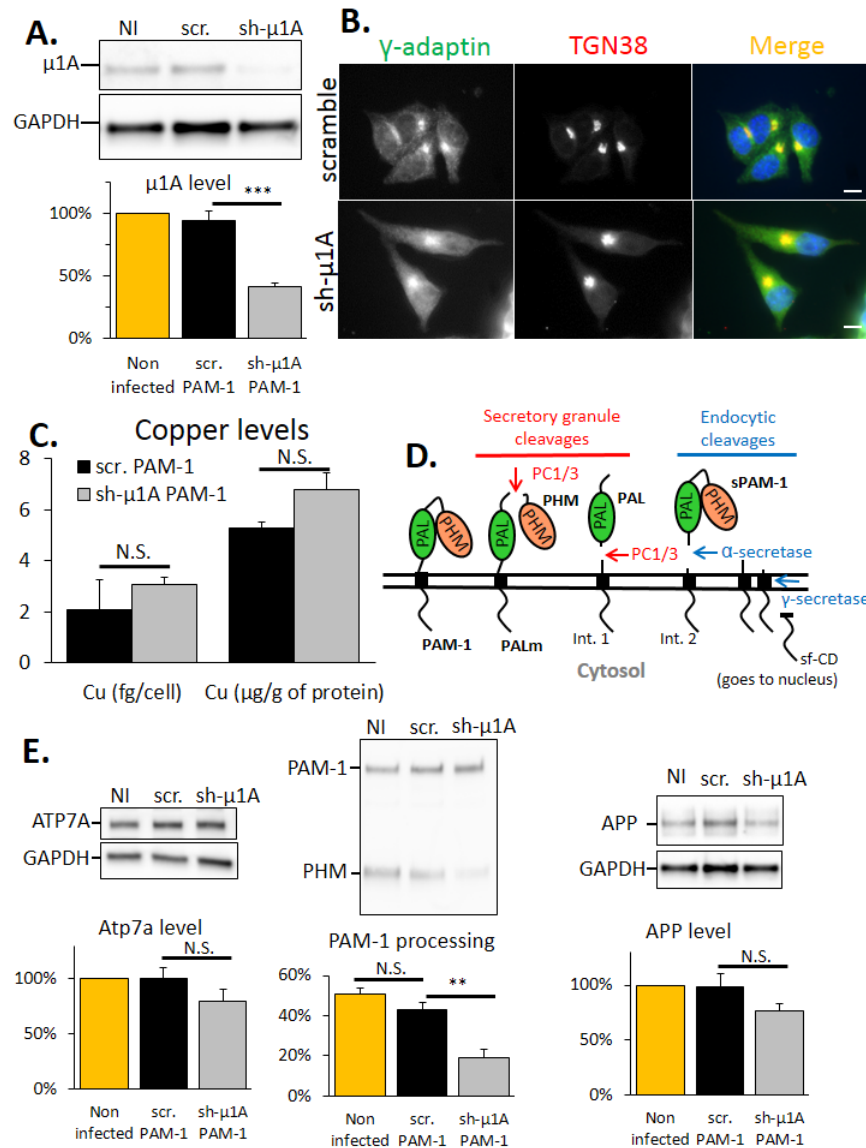 A.
NI scr. sh-μ1A
μ1A
GAPDH
μ1A level
***
100%
50%
0%
Non infected
scr. PAM-1
sh-μ1A PAM-1
B.
γ-adaptin TGN38 Merge
scramble
sh-μ1A
C.
Copper levels
8
6
4
2
0
scr. PAM-1
sh-μ1A PAM-1
N.S.
N.S.
Cu (fg/cell)
Cu (μg/g of protein)
D.
Secretory granule
cleavages
Endocytic
cleavages
PC1/3
PHM
PAL
sPAM-1
PAL
PHM
PAL
PHM
PAL
PAL
PHM
PC1/3
α-secretase
γ-secretase
PAM-1
PALm
Int. 1
Int. 2
sf-CD
(goes to nucleus)
Cytosol
E.
NI scr. sh-μ1A
ATP7A
GAPDH
Atp7a level
N.S.
100%
50%
0%
Non infected
scr. PAM-1
sh-μ1A PAM-1
NI scr. sh-μ1A
PAM-1
PHM
PAM-1 processing
N.S.
**
60%
40%
20%
0%
Non infected
scr. PAM-1
sh-μ1A PAM-1
NI scr. sh-μ1A
APP
GAPDH
APP level
N.S.
100%
50%
0%
Non infected
scr. PAM-1
sh-μ1A PAM-1